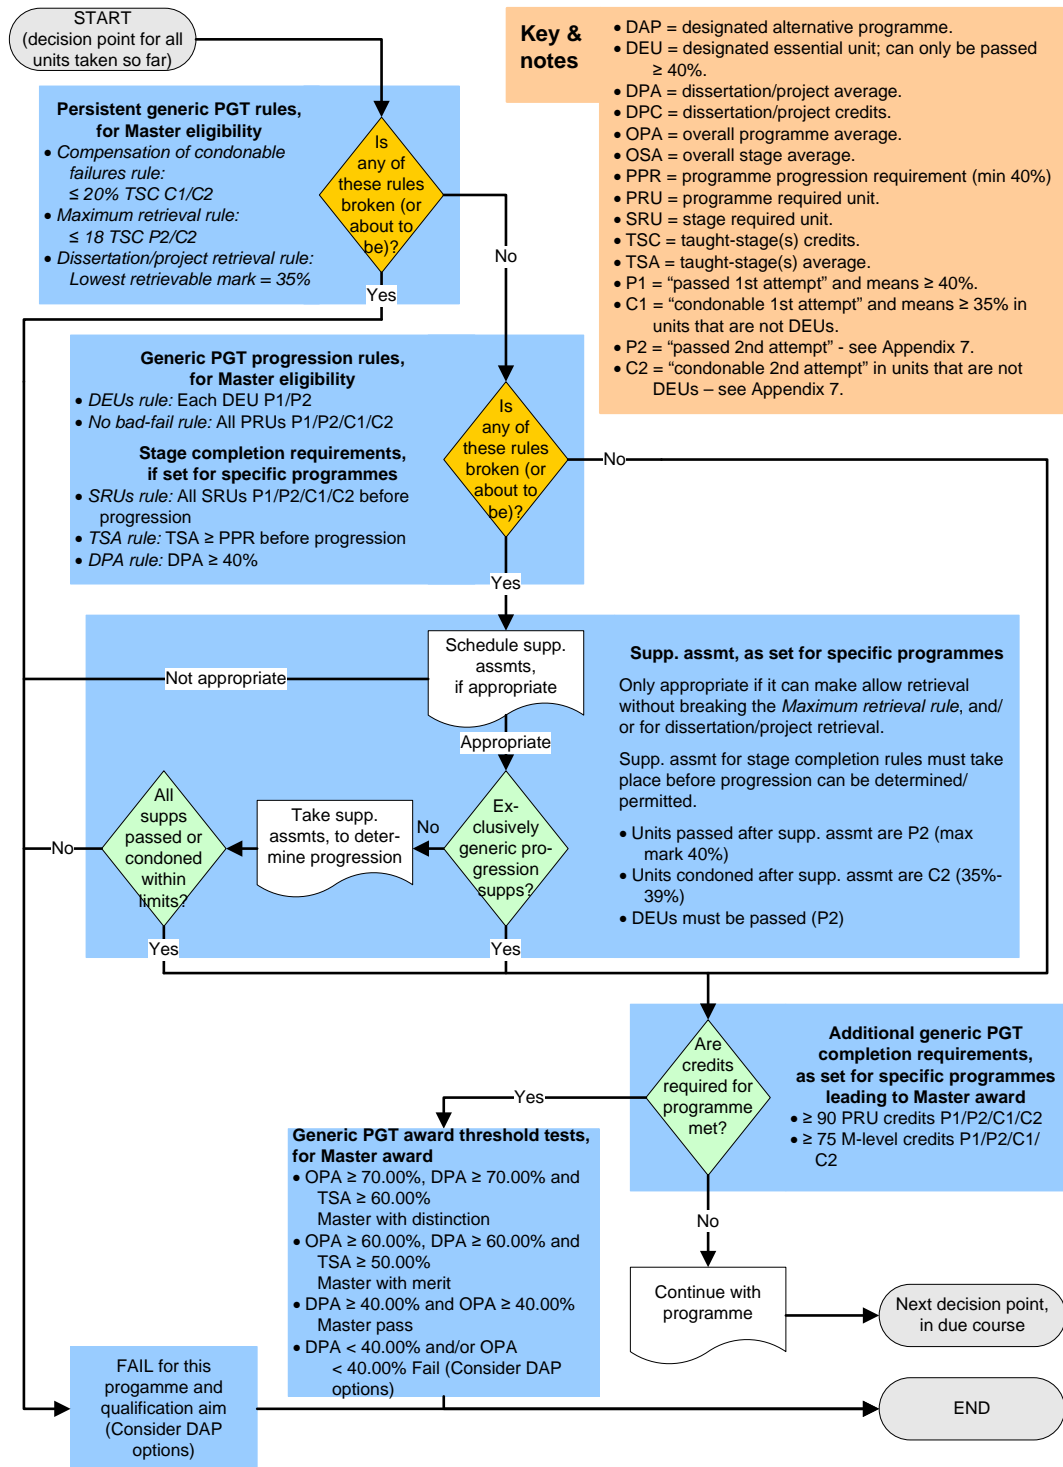 START
(decision point for all
units taken so far)
Key &
notes
• DAP = designated alternative programme.
• DEU = designated essential unit; can only be passed
≥ 40%.
• DPA = dissertation/project average.
• DPC = dissertation/project credits.
• OPA = overall programme average.
• OSA = overall stage average.
• PPR = programme progression requirement (min 40%)
• PRU = programme required unit.
• SRU = stage required unit.
• TSC = taught-stage(s) credits.
• TSA = taught-stage(s) average.
• P1 = “passed 1st attempt” and means ≥ 40%.
• C1 = “condonable 1st attempt” and means ≥ 35% in
units that are not DEUs.
• P2 = “passed 2nd attempt” - see Appendix 7.
• C2 = “condonable 2nd attempt” in units that are not
DEUs – see Appendix 7.
Persistent generic PGT rules,
for Master eligibility
• Compensation of condonable
failures rule:
≤ 20% TSC C1/C2
• Maximum retrieval rule:
≤ 18 TSC P2/C2
• Dissertation/project retrieval rule:
Lowest retrievable mark = 35%
Is
any of
these rules
broken (or
about to
be)?
No
Yes
Generic PGT progression rules,
for Master eligibility
• DEUs rule: Each DEU P1/P2
• No bad-fail rule: All PRUs P1/P2/C1/C2
Stage completion requirements,
if set for specific programmes
• SRUs rule: All SRUs P1/P2/C1/C2 before
progression
• TSA rule: TSA ≥ PPR before progression
• DPA rule: DPA ≥ 40%
Is
any of
these rules
broken (or
about to
be)?
No
Yes
Schedule supp.
assmts,
if appropriate
Not appropriate
Appropriate
Supp. assmt, as set for specific programmes
Only appropriate if it can make allow retrieval
without breaking the Maximum retrieval rule, and/
or for dissertation/project retrieval.
Supp. assmt for stage completion rules must take
place before progression can be determined/
permitted.
• Units passed after supp. assmt are P2 (max
mark 40%)
• Units condoned after supp. assmt are C2 (35%-
39%)
• DEUs must be passed (P2)
All
supps
passed or
condoned
within
limits?
No
Take supp.
assmts, to deter-
mine progression
No
Ex-
clusively
generic pro-
gression
supps?
Yes
Yes
Are
credits
required for
programme
met?
Additional generic PGT
completion requirements,
as set for specific programmes
leading to Master award
• ≥ 90 PRU credits P1/P2/C1/C2
• ≥ 75 M-level credits P1/P2/C1/
C2
Yes
No
Generic PGT award threshold tests,
for Master award
• OPA ≥ 70.00%, DPA ≥ 70.00% and
TSA ≥ 60.00%
Master with distinction
• OPA ≥ 60.00%, DPA ≥ 60.00% and
TSA ≥ 50.00%
Master with merit
• DPA ≥ 40.00% and OPA ≥ 40.00%
Master pass
• DPA < 40.00% and/or OPA
< 40.00% Fail (Consider DAP
options)
Continue with
programme
Next decision point,
in due course
FAIL for this
progamme and
qualification aim
(Consider DAP
options)
END